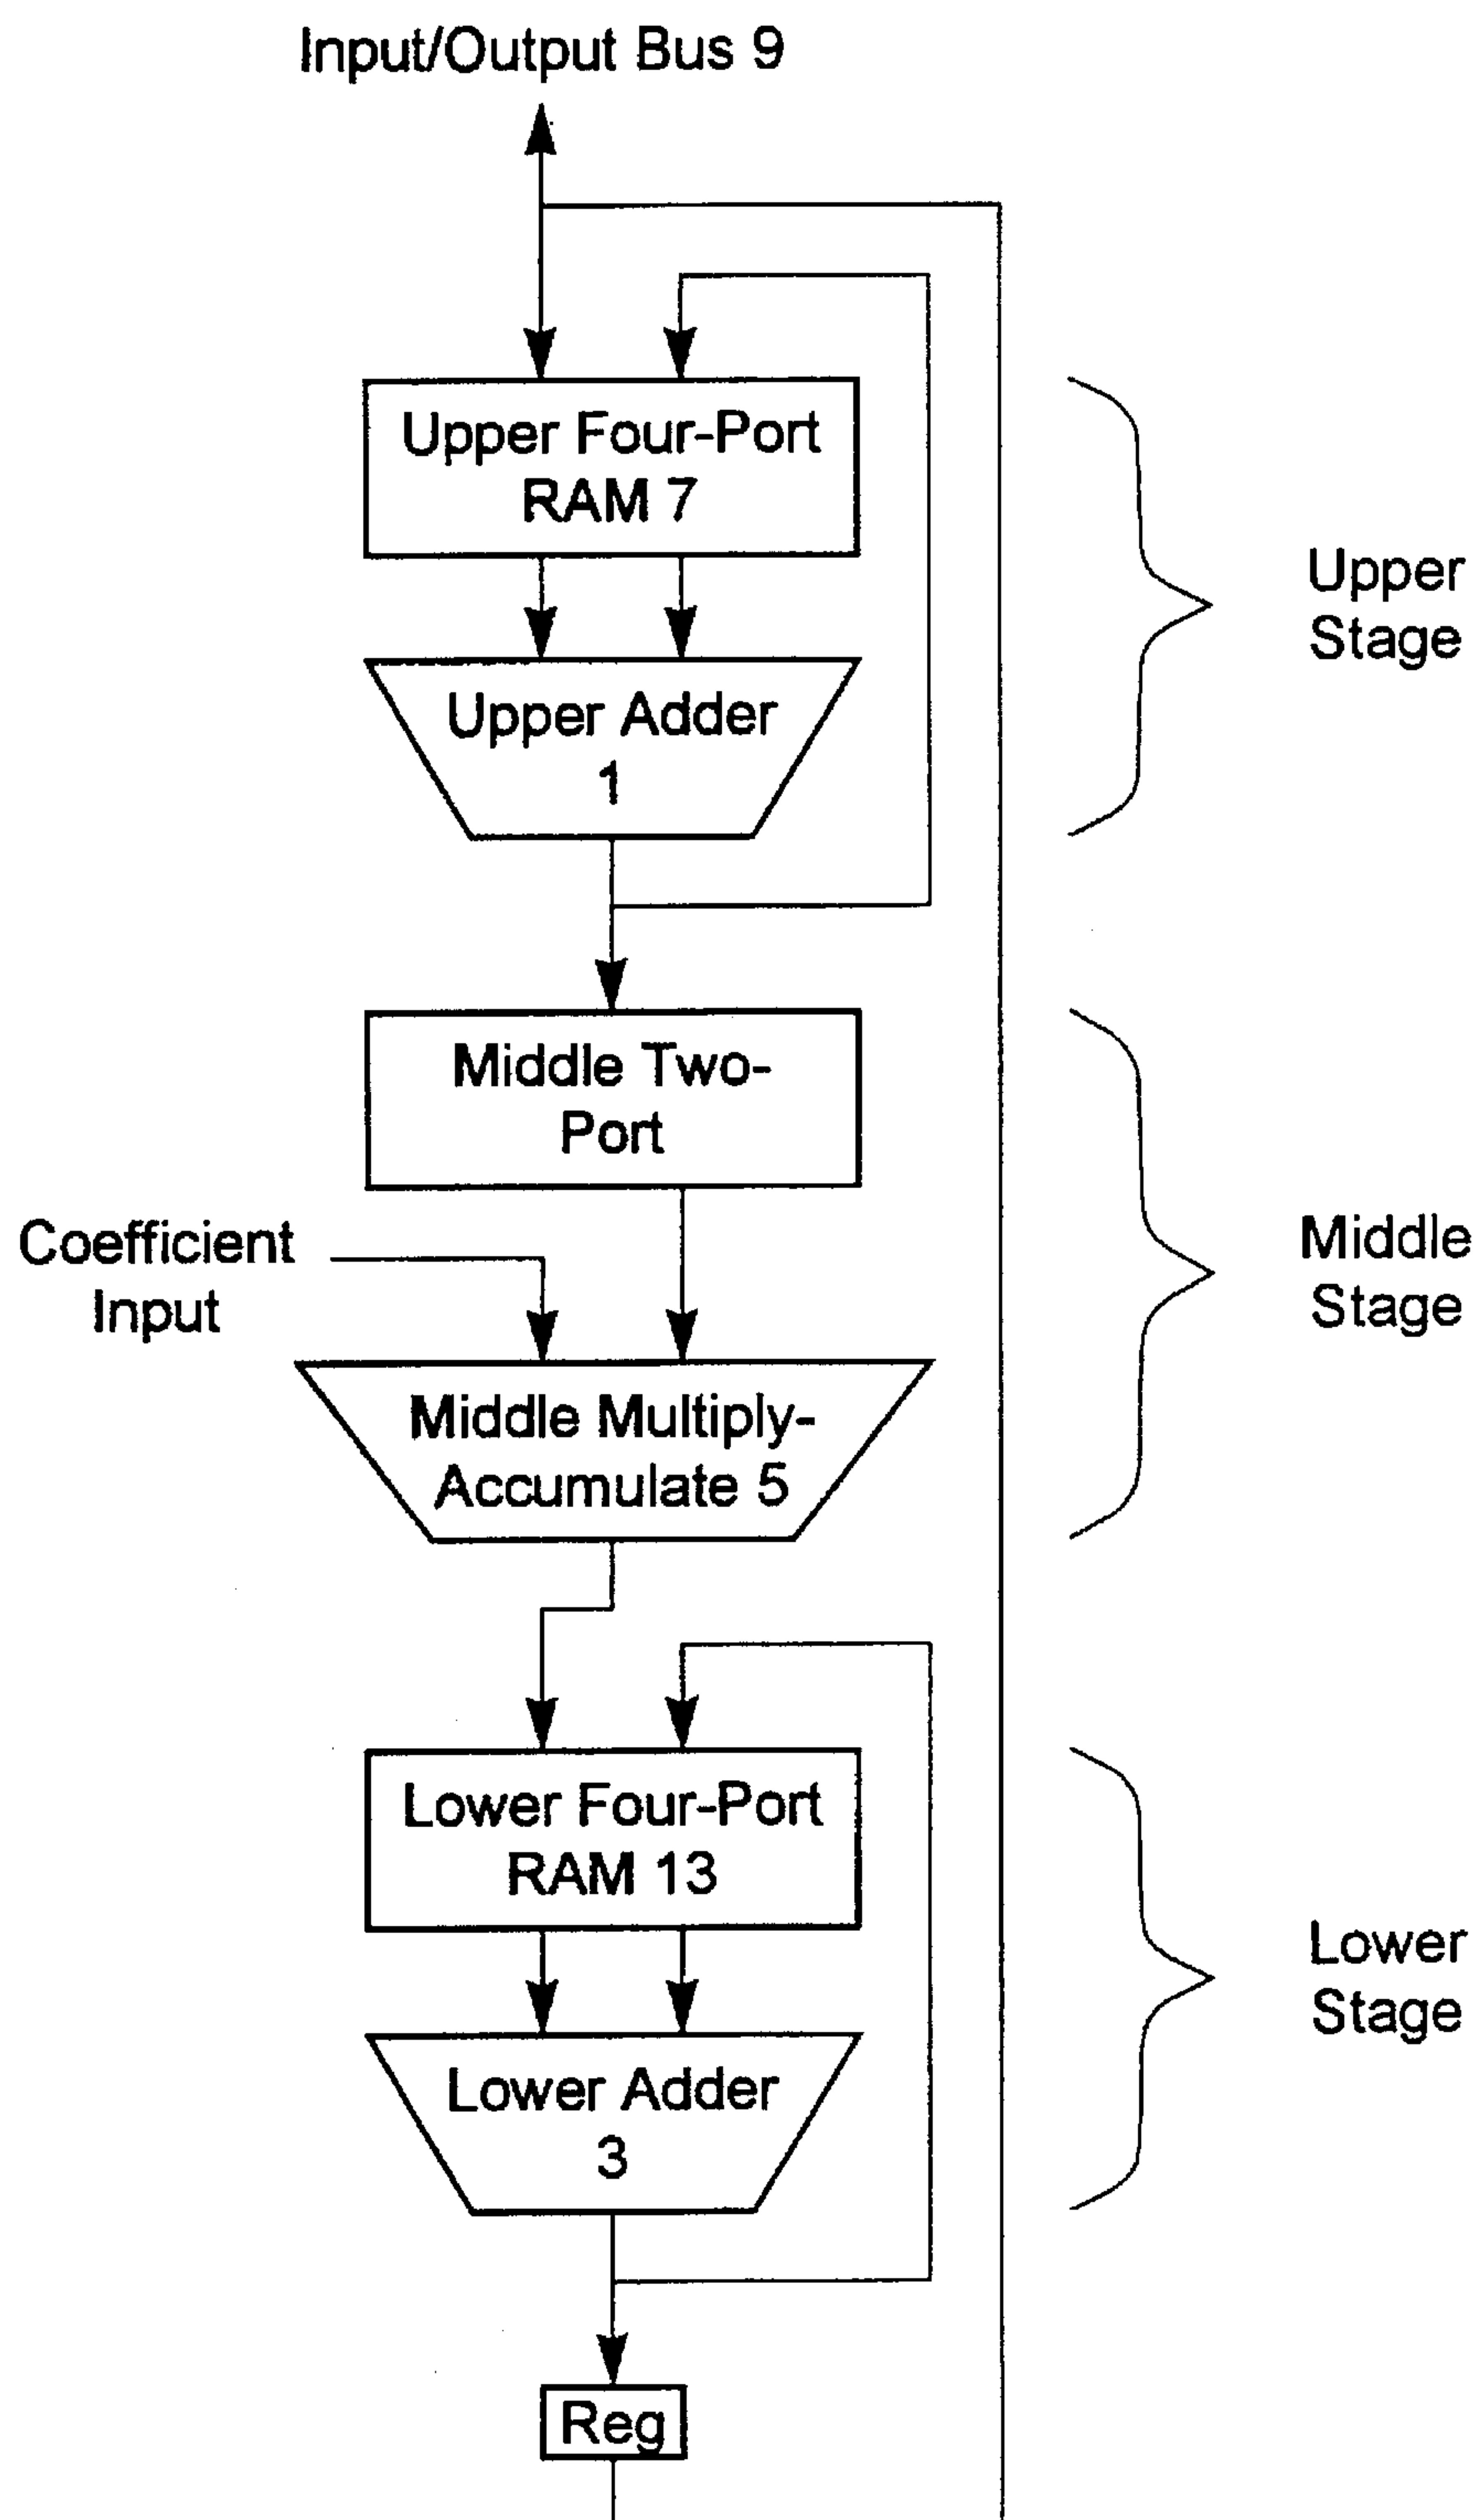 Input/Output Bus 9
Upper Four-Port
RAM 7
Upper Adder
1
Upper
Stage
Middle Two-
Port
Coefficient
Input
Middle Multiply-
Accumulate 5
Middle
Stage
Lower Four-Port
RAM 13
Lower Adder
3
Lower
Stage
Reg